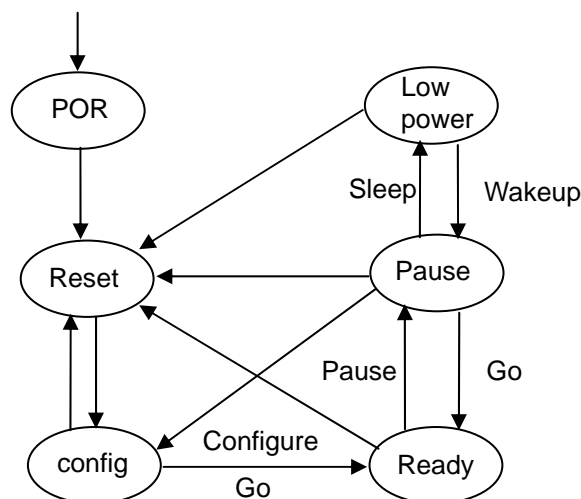 POR
Low
power
Sleep
Wakeup
Reset
Pause
Pause
Go
Configure
config
Ready
Go